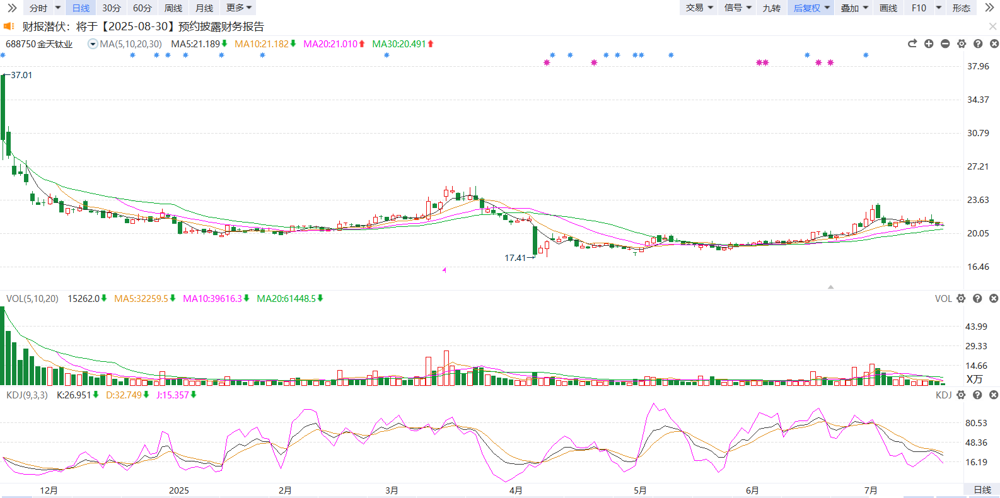 分时 日线 30分 60分 周线 月线 更多 交易 信号 九转 后复权 叠加 画线 F10 形态
财报潜伏：将于【2025-08-30】预约披露财务报告
688750 金天钛业 MA(5,10,20,30) MA5:21.189 MA10:21.182 MA20:21.010 MA30:20.491
37.96
37.01
34.37
30.79
27.21
23.63
20.05
17.41
16.46
VOL(5,10,20) 15262.0 MA5:32259.5 MA10:39616.3 MA20:61448.5 VOL
43.99
29.33
14.66
X万
KDJ(9,3,3) K:26.951 D:32.749 J:15.357 KDJ
80.53
48.36
16.19
12月 2025 2月 3月 4月 5月 6月 7月 日线